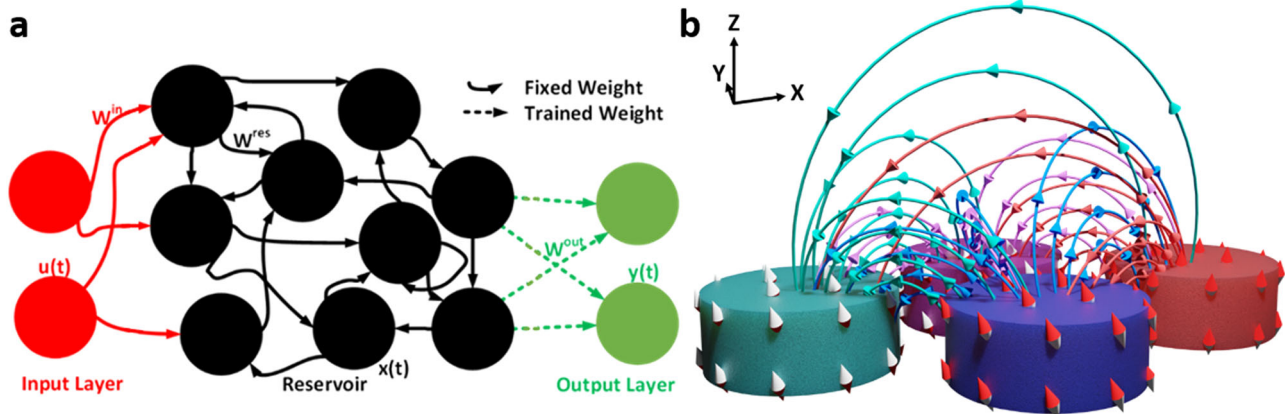 a
W^in
W^res
Fixed Weight
Trained Weight
u(t)
W^out
y(t)
x(t)
Input Layer
Reservoir
Output Layer
b
Z
Y
X